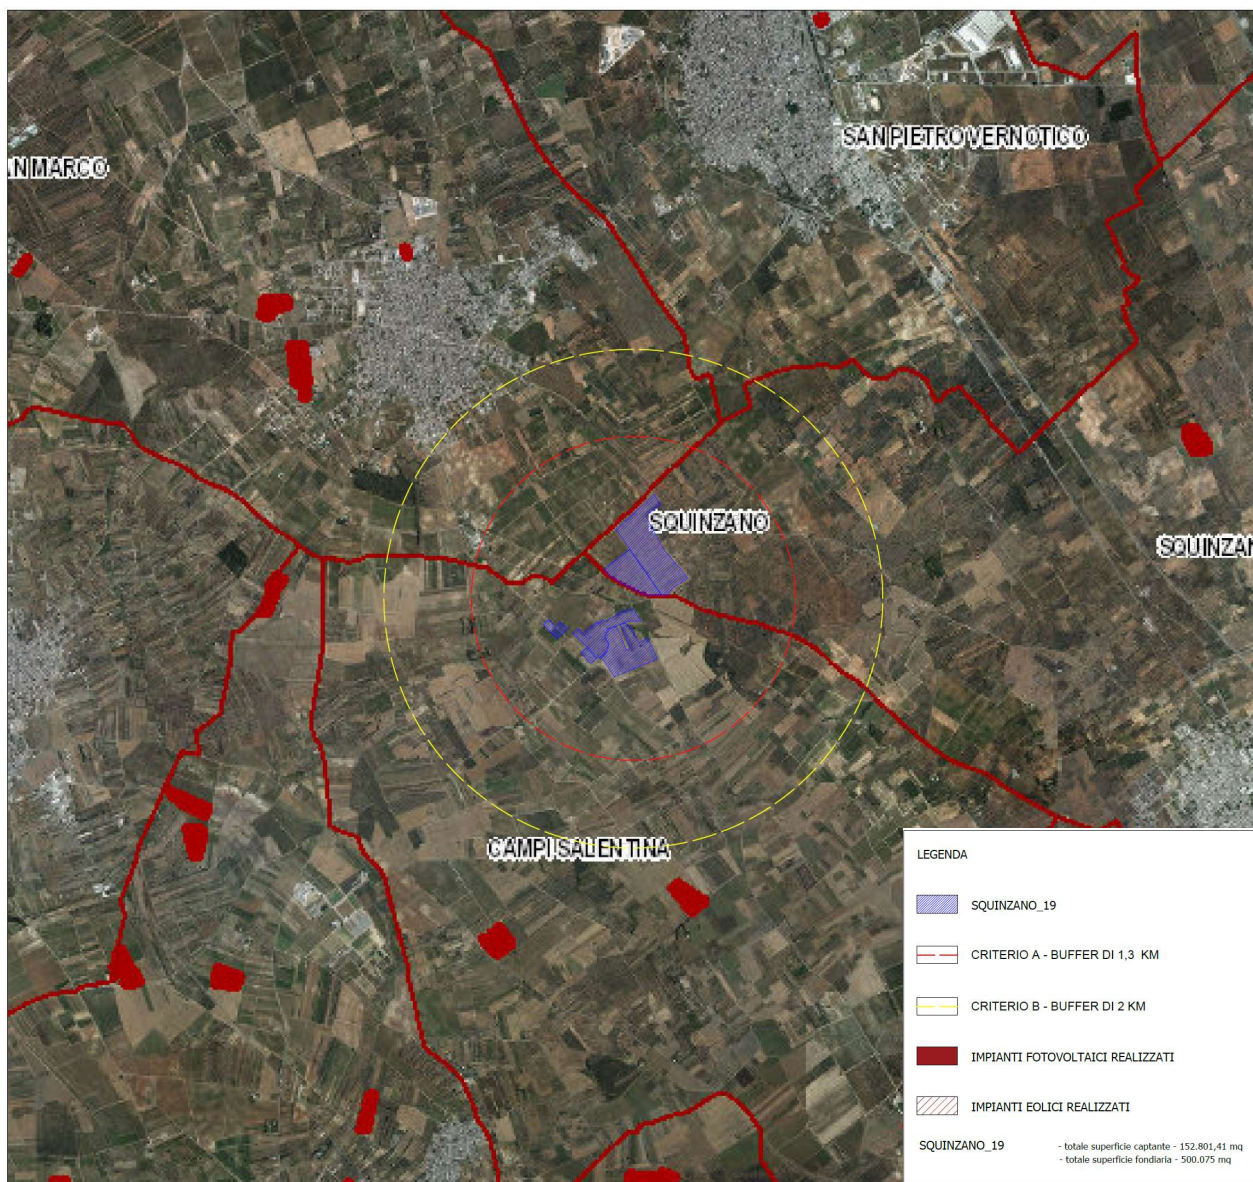 SAN PIETRO VERNOTICO
N MARCO
SQUINZANO
SQUINZAN
CAMPI SALENTINA
LEGENDA
SQUINZANO_19
CRITERIO A - BUFFER DI 1,3 KM
CRITERIO B - BUFFER DI 2 KM
IMPIANTI FOTOVOLTAICI REALIZZATI
IMPIANTI EOLICI REALIZZATI
SQUINZANO_19 - totale superficie captante - 152.801,41 mq
- totale superficie fondiaria - 500.075 mq